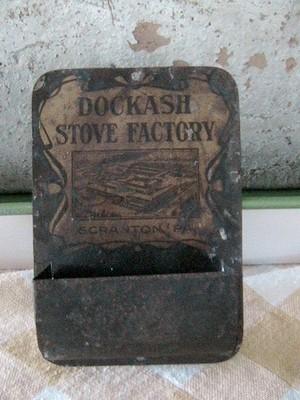 DOCKASH
STOVE FACTORY
SCRANTON, PA.